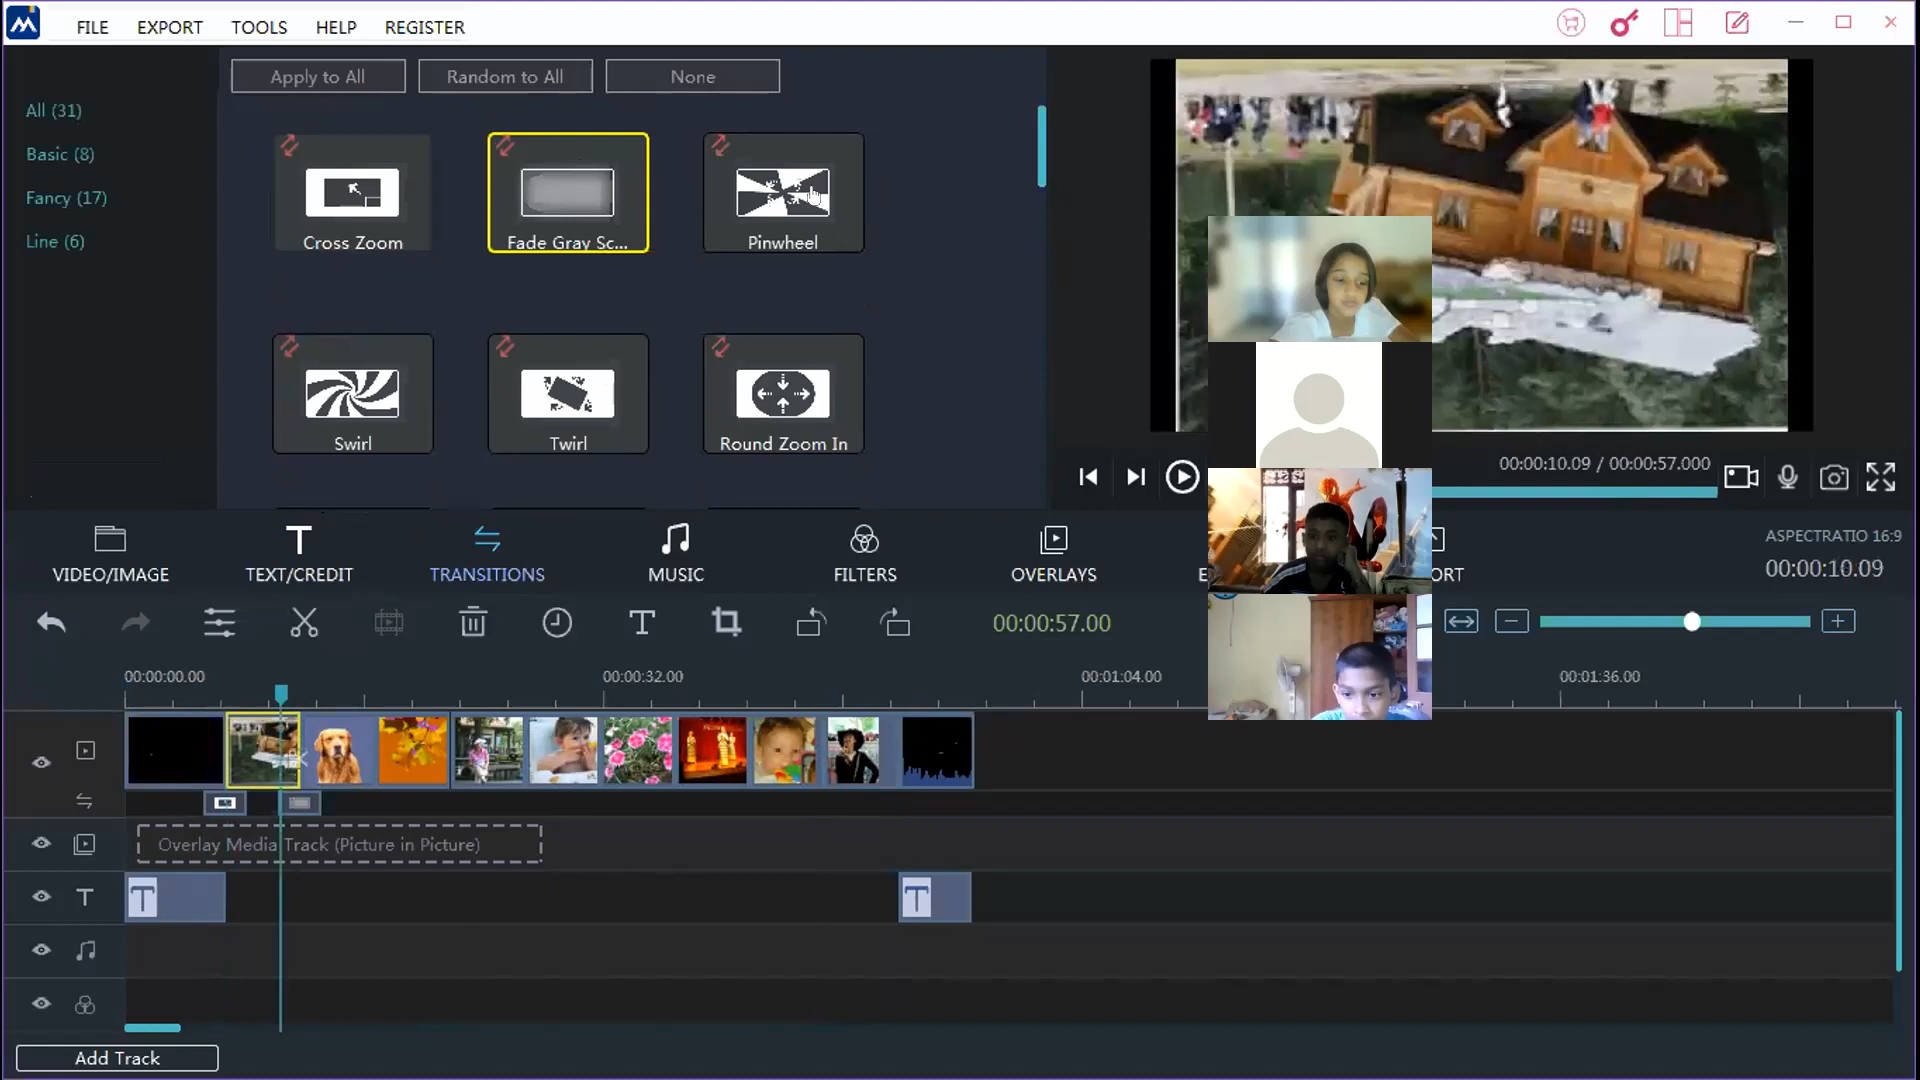 FILE EXPORT TOOLS HELP REGISTER
Apply to All Random to All None
All (31)
Basic (8)
Fancy (17)
Line (6)
Cross Zoom Fade Gray Sc... Pinwheel
Swirl Twirl Round Zoom In
00:00:10.09 / 00:00:57.000
VIDEO/IMAGE TEXT/CREDIT TRANSITIONS MUSIC FILTERS OVERLAYS E ORT
ASPECTRATIO 16:9
00:00:10.09
00:00:57.00
00:00:00.00 00:00:32.00 00:01:04.00 00:01:36.00
Overlay Media Track (Picture in Picture)
T
T T
Add Track